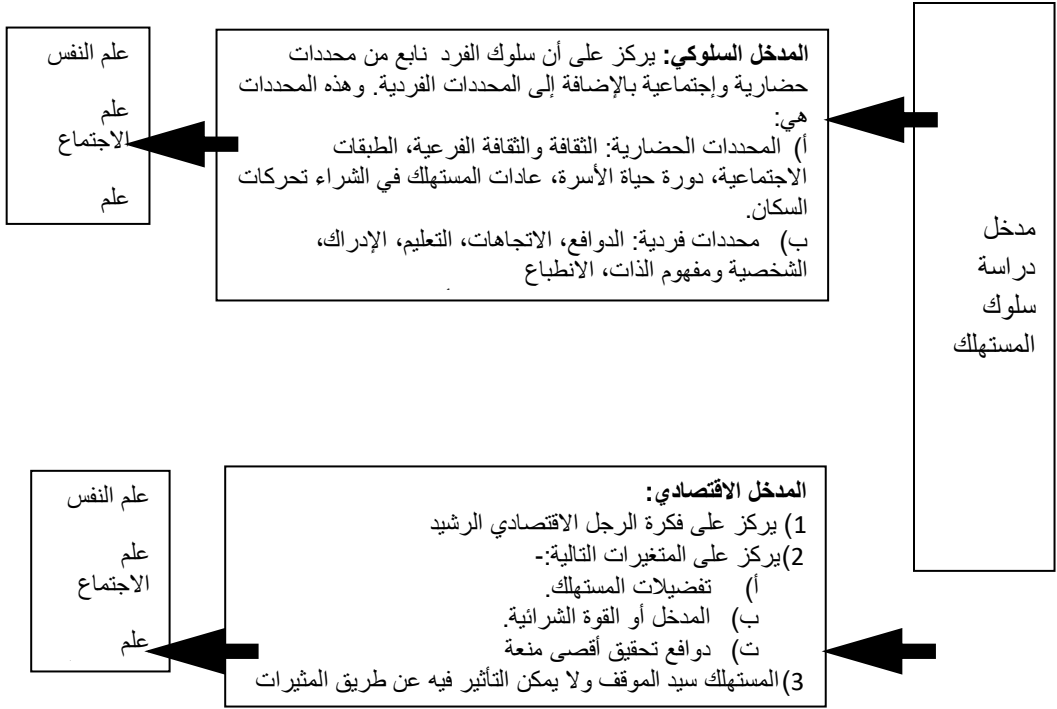 مدخل
دراسة
سلوك
المستهلك
المدخل السلوكي: يركز على أن سلوك الفرد نابع من محددات
حضارية وإجتماعية بالإضافة إلى المحددات الفردية. وهذه المحددات
هي:
أ) المحددات الحضارية: الثقافة والثقافة الفرعية، الطبقات
الاجتماعية، دورة حياة الأسرة، عادات المستهلك في الشراء تحركات
السكان.
ب) محددات فردية: الدوافع، الاتجاهات، التعليم، الإدراك،
الشخصية ومفهوم الذات، الانطباع
علم النفس
علم
الاجتماع
علم
المدخل الاقتصادي:
1) يركز على فكرة الرجل الاقتصادي الرشيد
2)يركز على المتغيرات التالية:-
أ) تفضيلات المستهلك.
ب) المدخل أو القوة الشرائية.
ت) دوافع تحقيق أقصى منعة
3)المستهلك سيد الموقف ولا يمكن التأثير فيه عن طريق المثيرات
علم النفس
علم
الاجتماع
علم